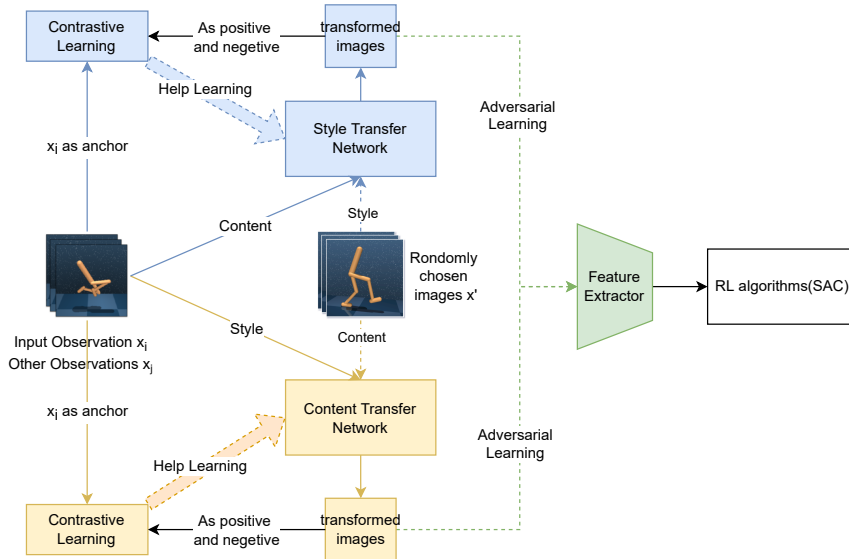 Contrastive
Learning
As positive
and negetive
transformed
images
Help Learning
Adversarial
Learning
Style Transfer
Network
xi as anchor
Content
Style
Rondomly
chosen
images x'
Feature
Extractor
RL algorithms(SAC)
Style
Content
Input Observation xi
Other Observations xj
xi as anchor
Content Transfer
Network
Adversarial
Learning
Help Learning
Contrastive
Learning
As positive
and negetive
transformed
images